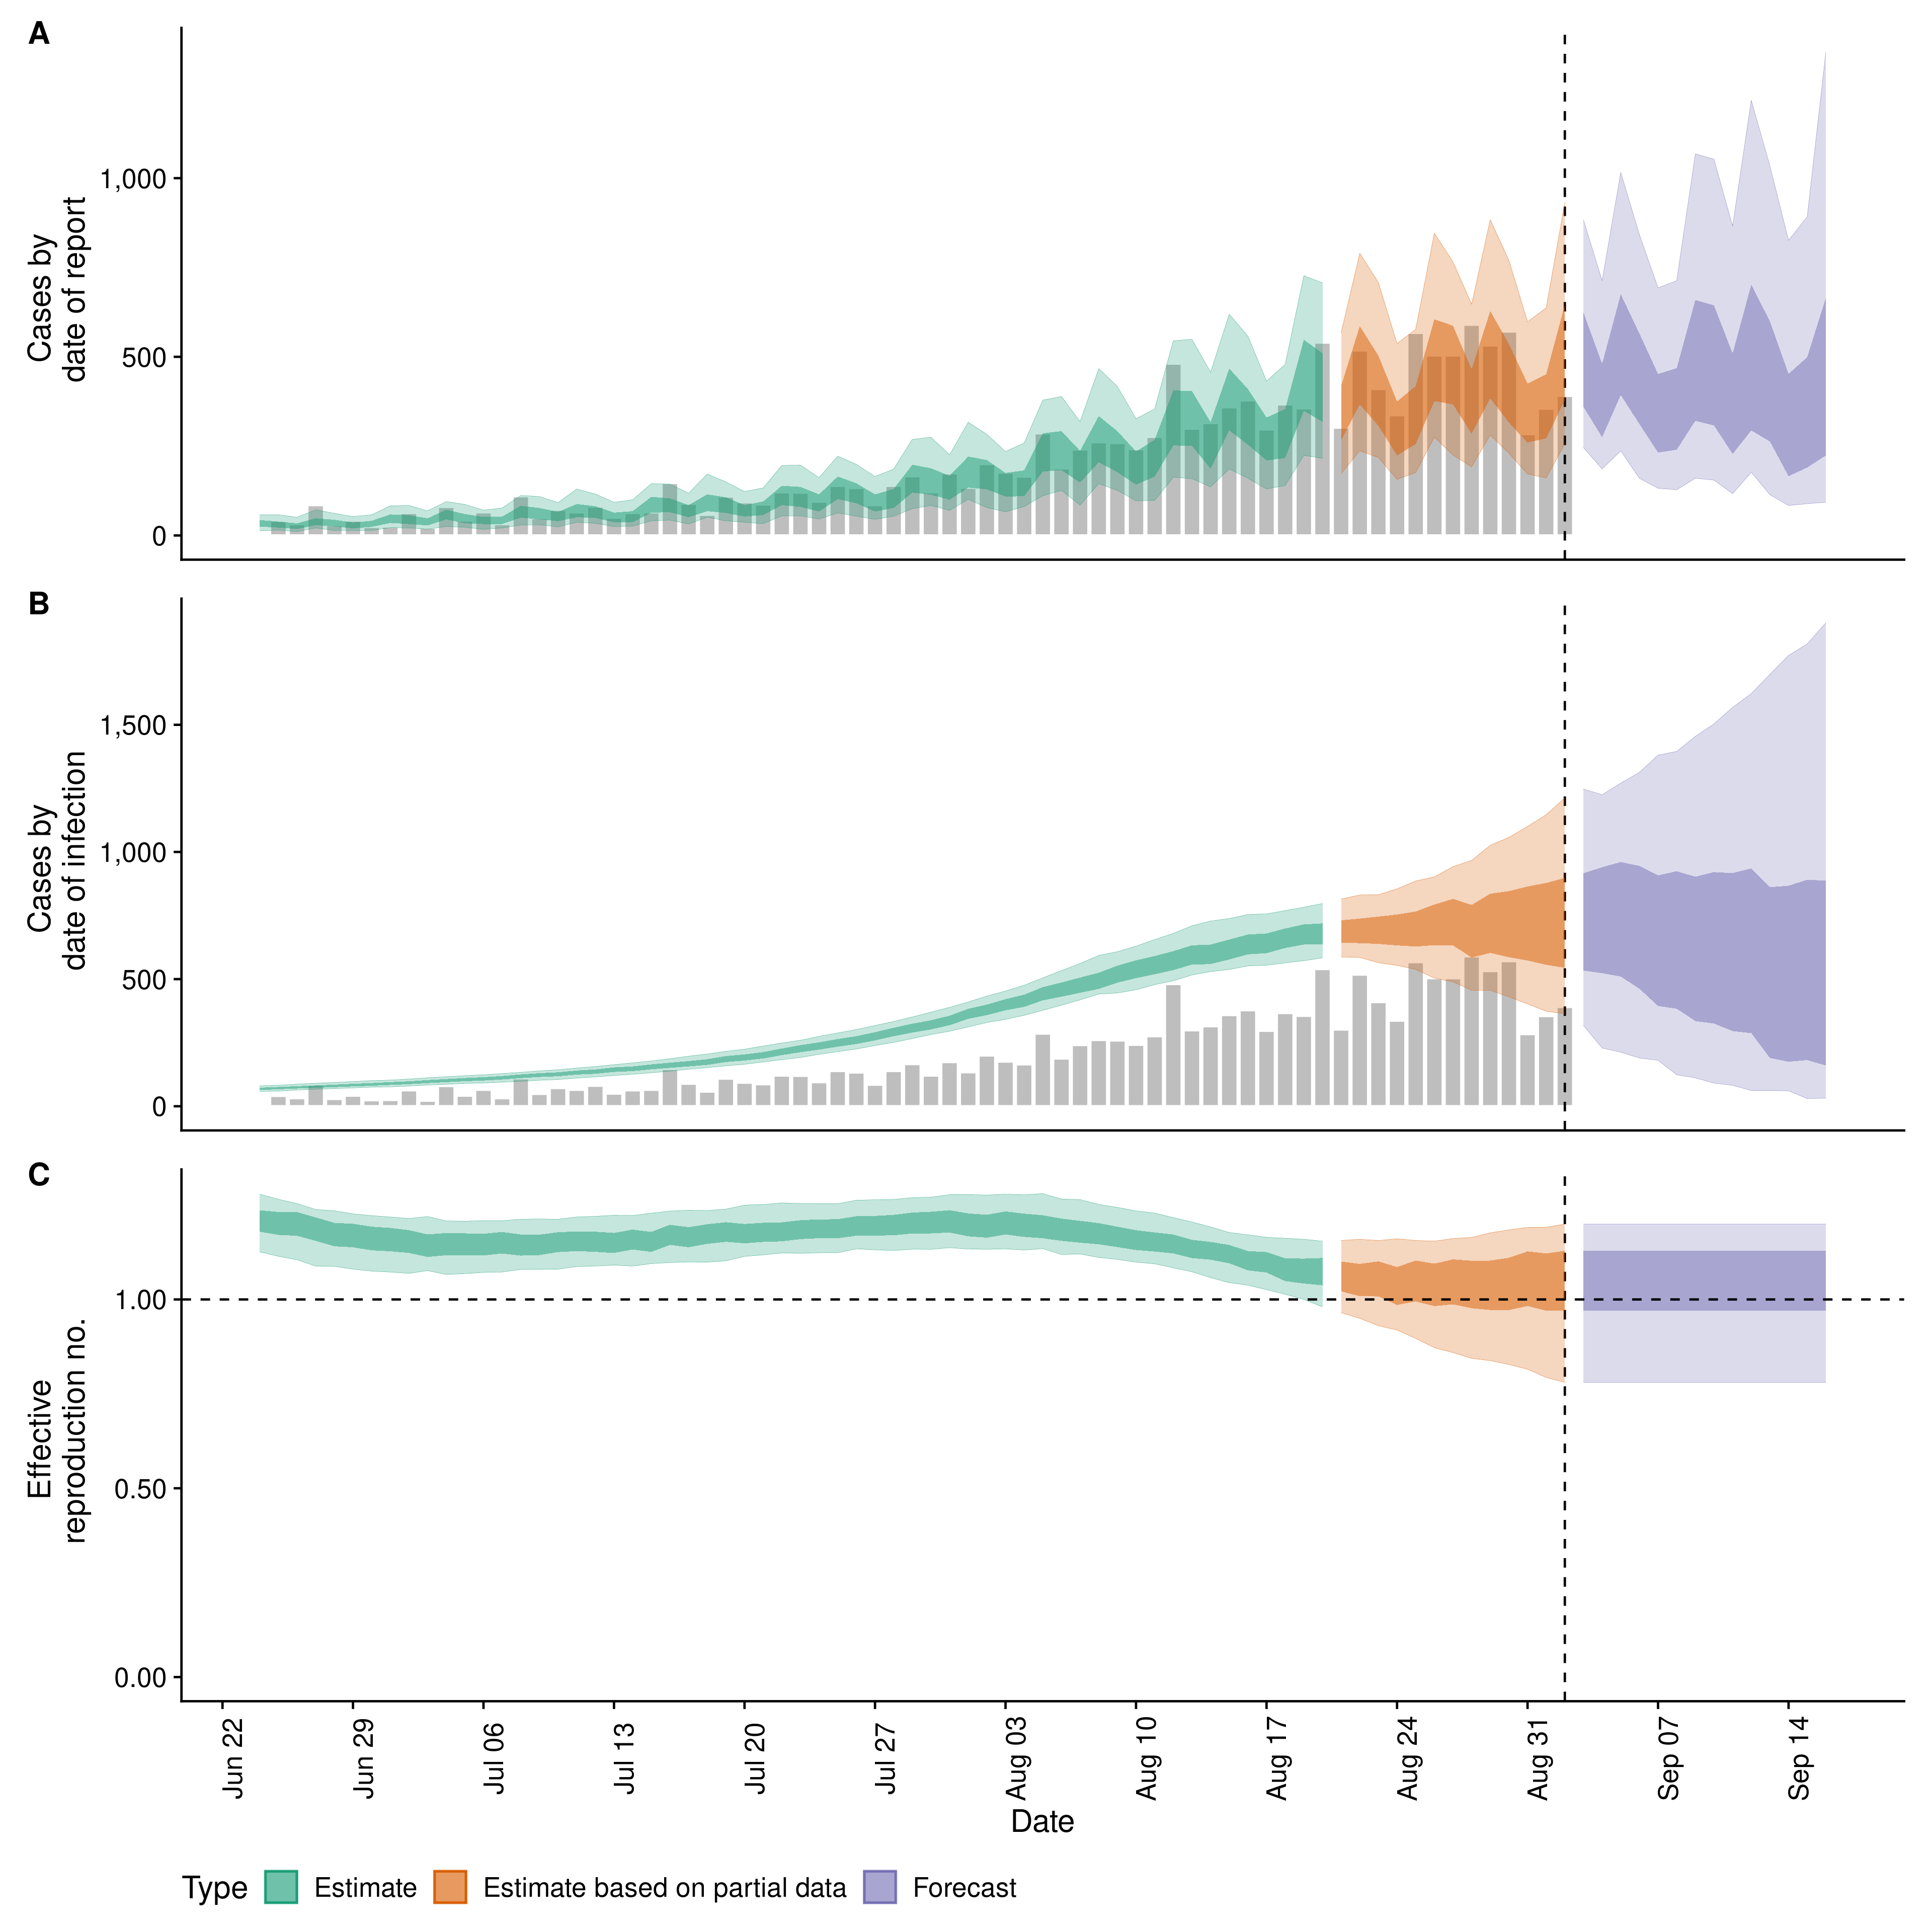 A
Cases by
date of report
1,000
500
0
B
Cases by
date of infection
1,500
1,000
500
0
C
Effective
reproduction no.
1.00
0.50
0.00
Jun 22
Jun 29
Jul 06
Jul 13
Jul 20
Jul 27
Aug 03
Aug 10
Aug 17
Aug 24
Aug 31
Sep 07
Sep 14
Date
Type
Estimate
Estimate based on partial data
Forecast